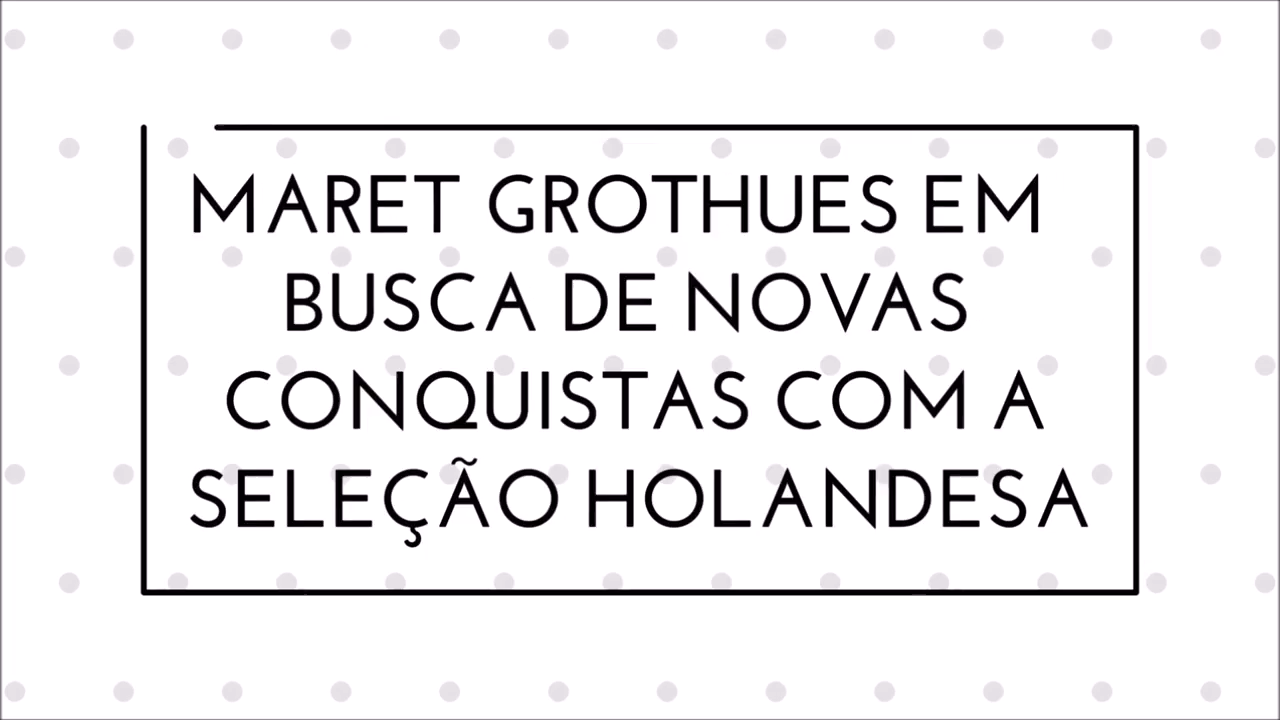 MARET GROTHUES EM
BUSCA DE NOVAS
CONQUISTAS COM A
SELEÇÃO HOLANDESA